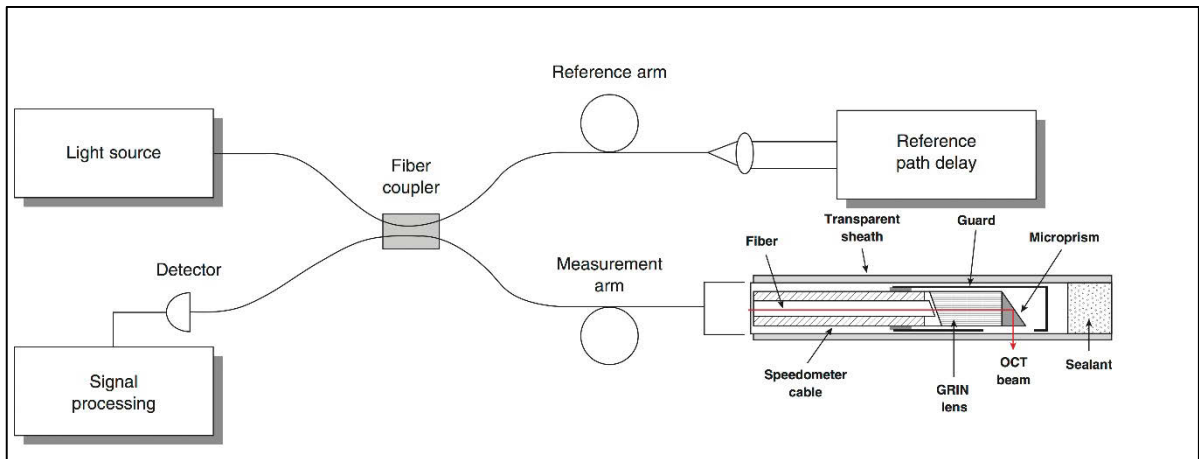 Reference arm
Light source
Fiber
coupler
Reference
path delay
Transparent
sheath
Guard
Microprism
Fiber
Detector
Measurement
arm
Signal
processing
Speedometer
cable
GRIN
lens
OCT
beam
Sealant